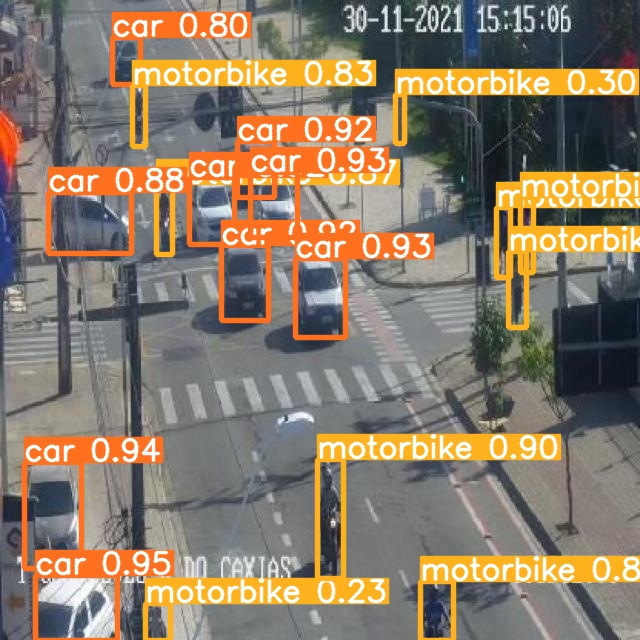 30-11-2021 15:15:06
car 0.80
motorbike 0.83
motorbike 0.30
car 0.92
car 0.93
car 0.88
car 0.93
motorbike 0.90
car 0.94
car 0.95
DO CAXIAS
motorbike 0.8
motorbike 0.23